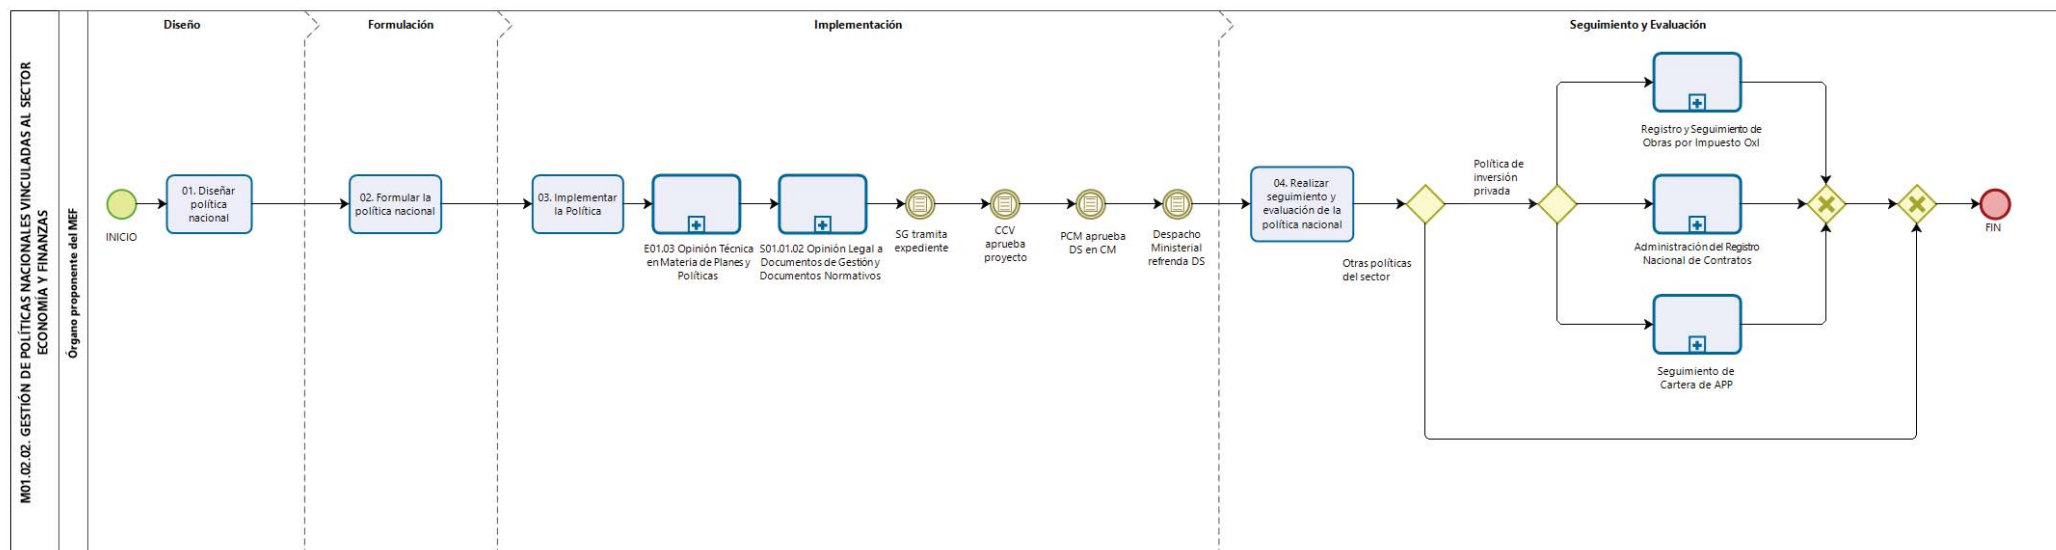 M01.02.02. GESTIÓN DE POLÍTICAS NACIONALES VINCULADAS AL SECTOR
ECONOMÍA Y FINANZAS
Órgano proponente del MEF
Diseño
Formulación
Implementación
Seguimiento y Evaluación
INICIO
01. Diseñar
política
nacional
02. Formular la
política nacional
03. Implementar
la Política
E01.03 Opinión Técnica
en Materia de Planes y
Políticas
S01.01.02 Opinión Legal a
Documentos de Gestión y
Documentos Normativos
SG tramita
expediente
CCV
aprueba
proyecto
PCM aprueba
DS en CM
Despacho
Ministerial
refrenda DS
04. Realizar
seguimiento y
evaluación de la
política nacional
Otras políticas
del sector
Política de
inversión
privada
Registro y Seguimiento de
Obras por Impuesto OxI
Administración del Registro
Nacional de Contratos
Seguimiento de
Cartera de APP
FIN